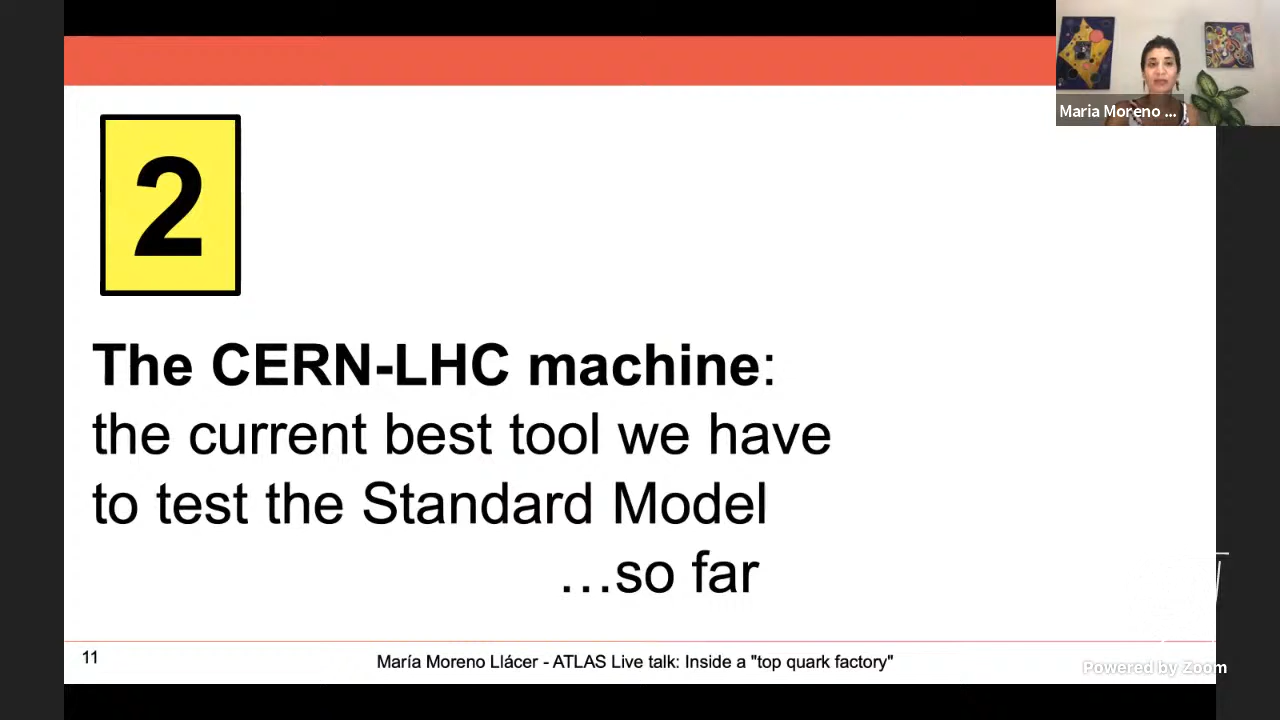 Maria Moreno ...
2
The CERN-LHC machine:
the current best tool we have
to test the Standard Model
…so far
11
María Moreno Llácer - ATLAS Live talk: Inside a "top quark factory"
Powered by Zoom